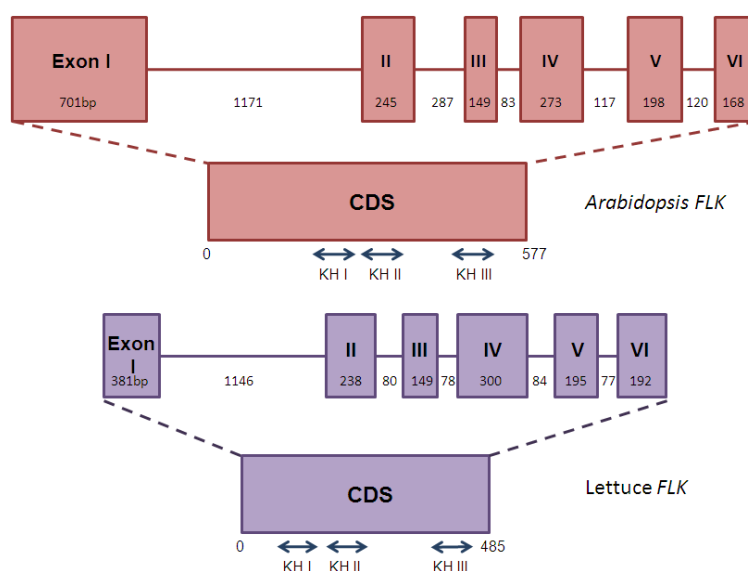 Exon I II III IV V VI
701bp 1171 245 287 149 83 273 117 198 120 168
CDS
Arabidopsis FLK
0 577
KH I KH II KH III
Exon I II III IV V VI
381bp 1146 238 80 149 78 300 84 195 77 192
CDS
Lettuce FLK
0 485
KH I KH II KH III